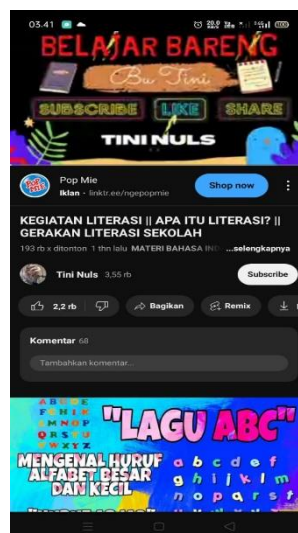 03.41
BELAJAR BARENG
Bu Tini
SUBSCRIBE LIKE SHARE
TINI NULS
POP MIE
Pop Mie
Iklan - linktr.ee/ngepopmie
Shop now
KEGIATAN LITERASI || APA ITU LITERASI? ||
GERAKAN LITERASI SEKOLAH
193 rb x ditonton 1 thn lalu MATERI BAHASA IND ...selengkapnya
Tini Nuls 3,55 rb
Subscribe
2,2 rb
Bagikan
Remix
Komentar 68
Tambahkan komentar...
"LAGU ABC"
MENGENAL HURUF
ALFABET BESAR
DAN KECIL
a b c d e f
g h i j k l m
n o p q r s t